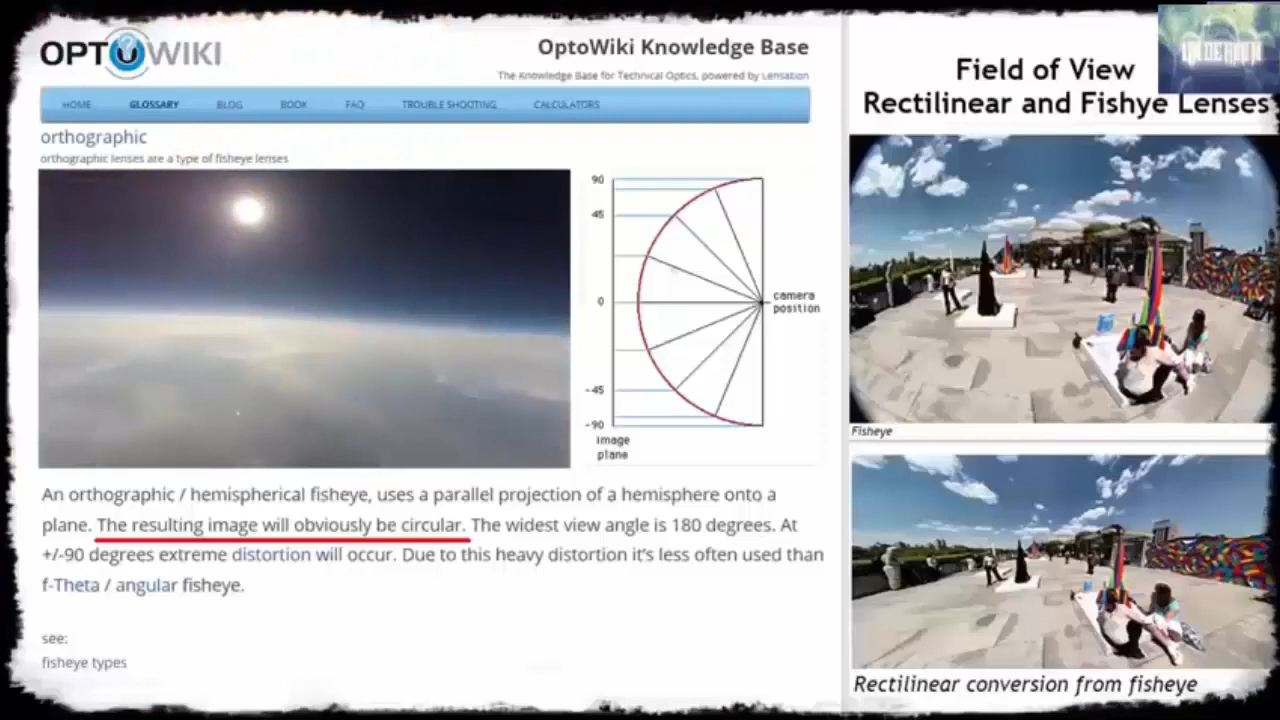 OPTOWIKI
OptoWiki Knowledge Base
The Knowledge Base for Technical Optics, powered by Lensation
HOME GLOSSARY BLOG BOOK FAQ TROUBLE SHOOTING CALCULATORS
orthographic
orthographic lenses are a type of fisheye lenses
90
45
0
-45
-90
camera
position
image
plane
An orthographic / hemispherical fisheye, uses a parallel projection of a hemisphere onto a
plane. The resulting image will obviously be circular. The widest view angle is 180 degrees. At
+/-90 degrees extreme distortion will occur. Due to this heavy distortion it's less often used than
f-Theta / angular fisheye.
see:
fisheye types
Field of View
Rectilinear and Fishye Lenses
Fisheye
Rectilinear conversion from fisheye